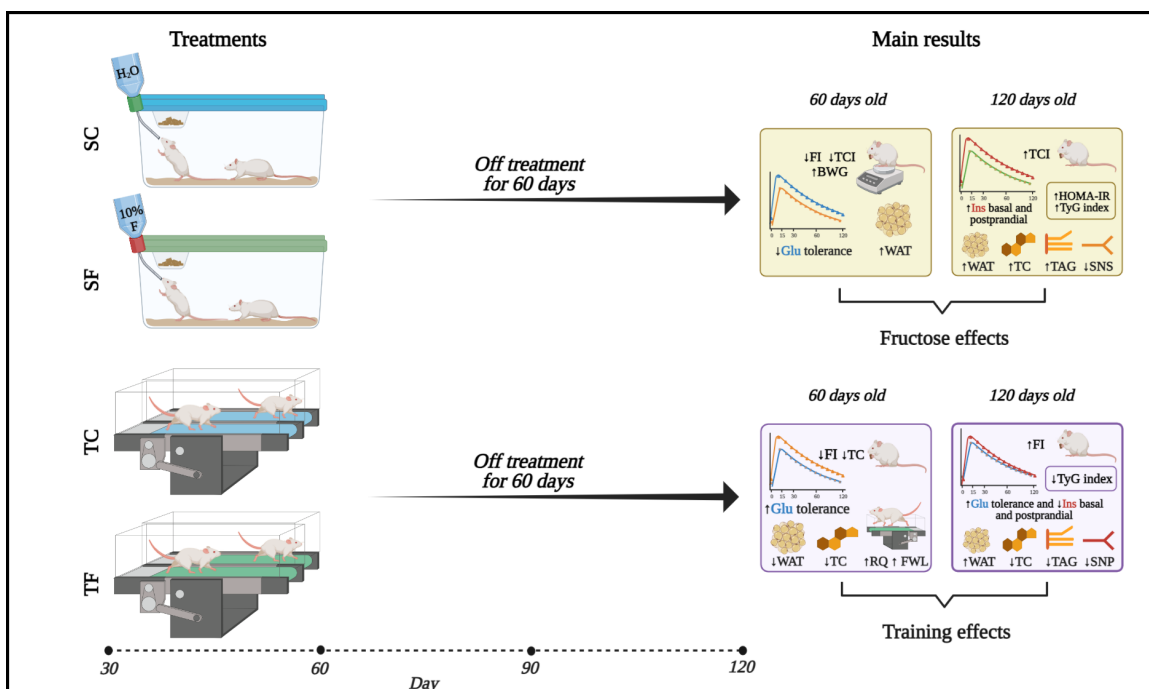 Treatments
Main results
H₂O
SC
10%
F
SF
TC
TF
Off treatment
for 60 days
Off treatment
for 60 days
30
60
90
120
Day
60 days old
120 days old
↓FI ↓TCI
↑BWG
0 15 30 60 120
↓Glu tolerance
↑WAT
↑TCI
0 15 30 60 120
↑Ins basal and
postprandial
↑HOMA-IR
↑TyG index
↑WAT
↑TC
↑TAG
↓SNS
Fructose effects
60 days old
120 days old
↓FI ↓TC
0 15 30 60 120
↑Glu tolerance
↓WAT
↓TC
↑RQ ↑ FWL
↑FI
0 15 30 60 120
↓TyG index
↑Glu tolerance and ↓Ins basal
and postprandial
↑WAT
↓TC
↓TAG
↓SNP
Training effects